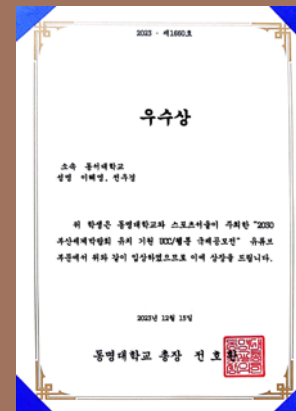 2023 - 제1660호
우수상
소속 동서대학교
성명 이혜영, 전우정
위 학생은 동명대학교와 스포츠서울이 주최한 "2030
부산세계박람회 유치 기원 UCC/웹툰 국제공모전" 유튜브
부문에서 위와 같이 입상하였으므로 이에 상장을 드립니다.
2023년 12월 15일
동명대학교 총장 전 호 환